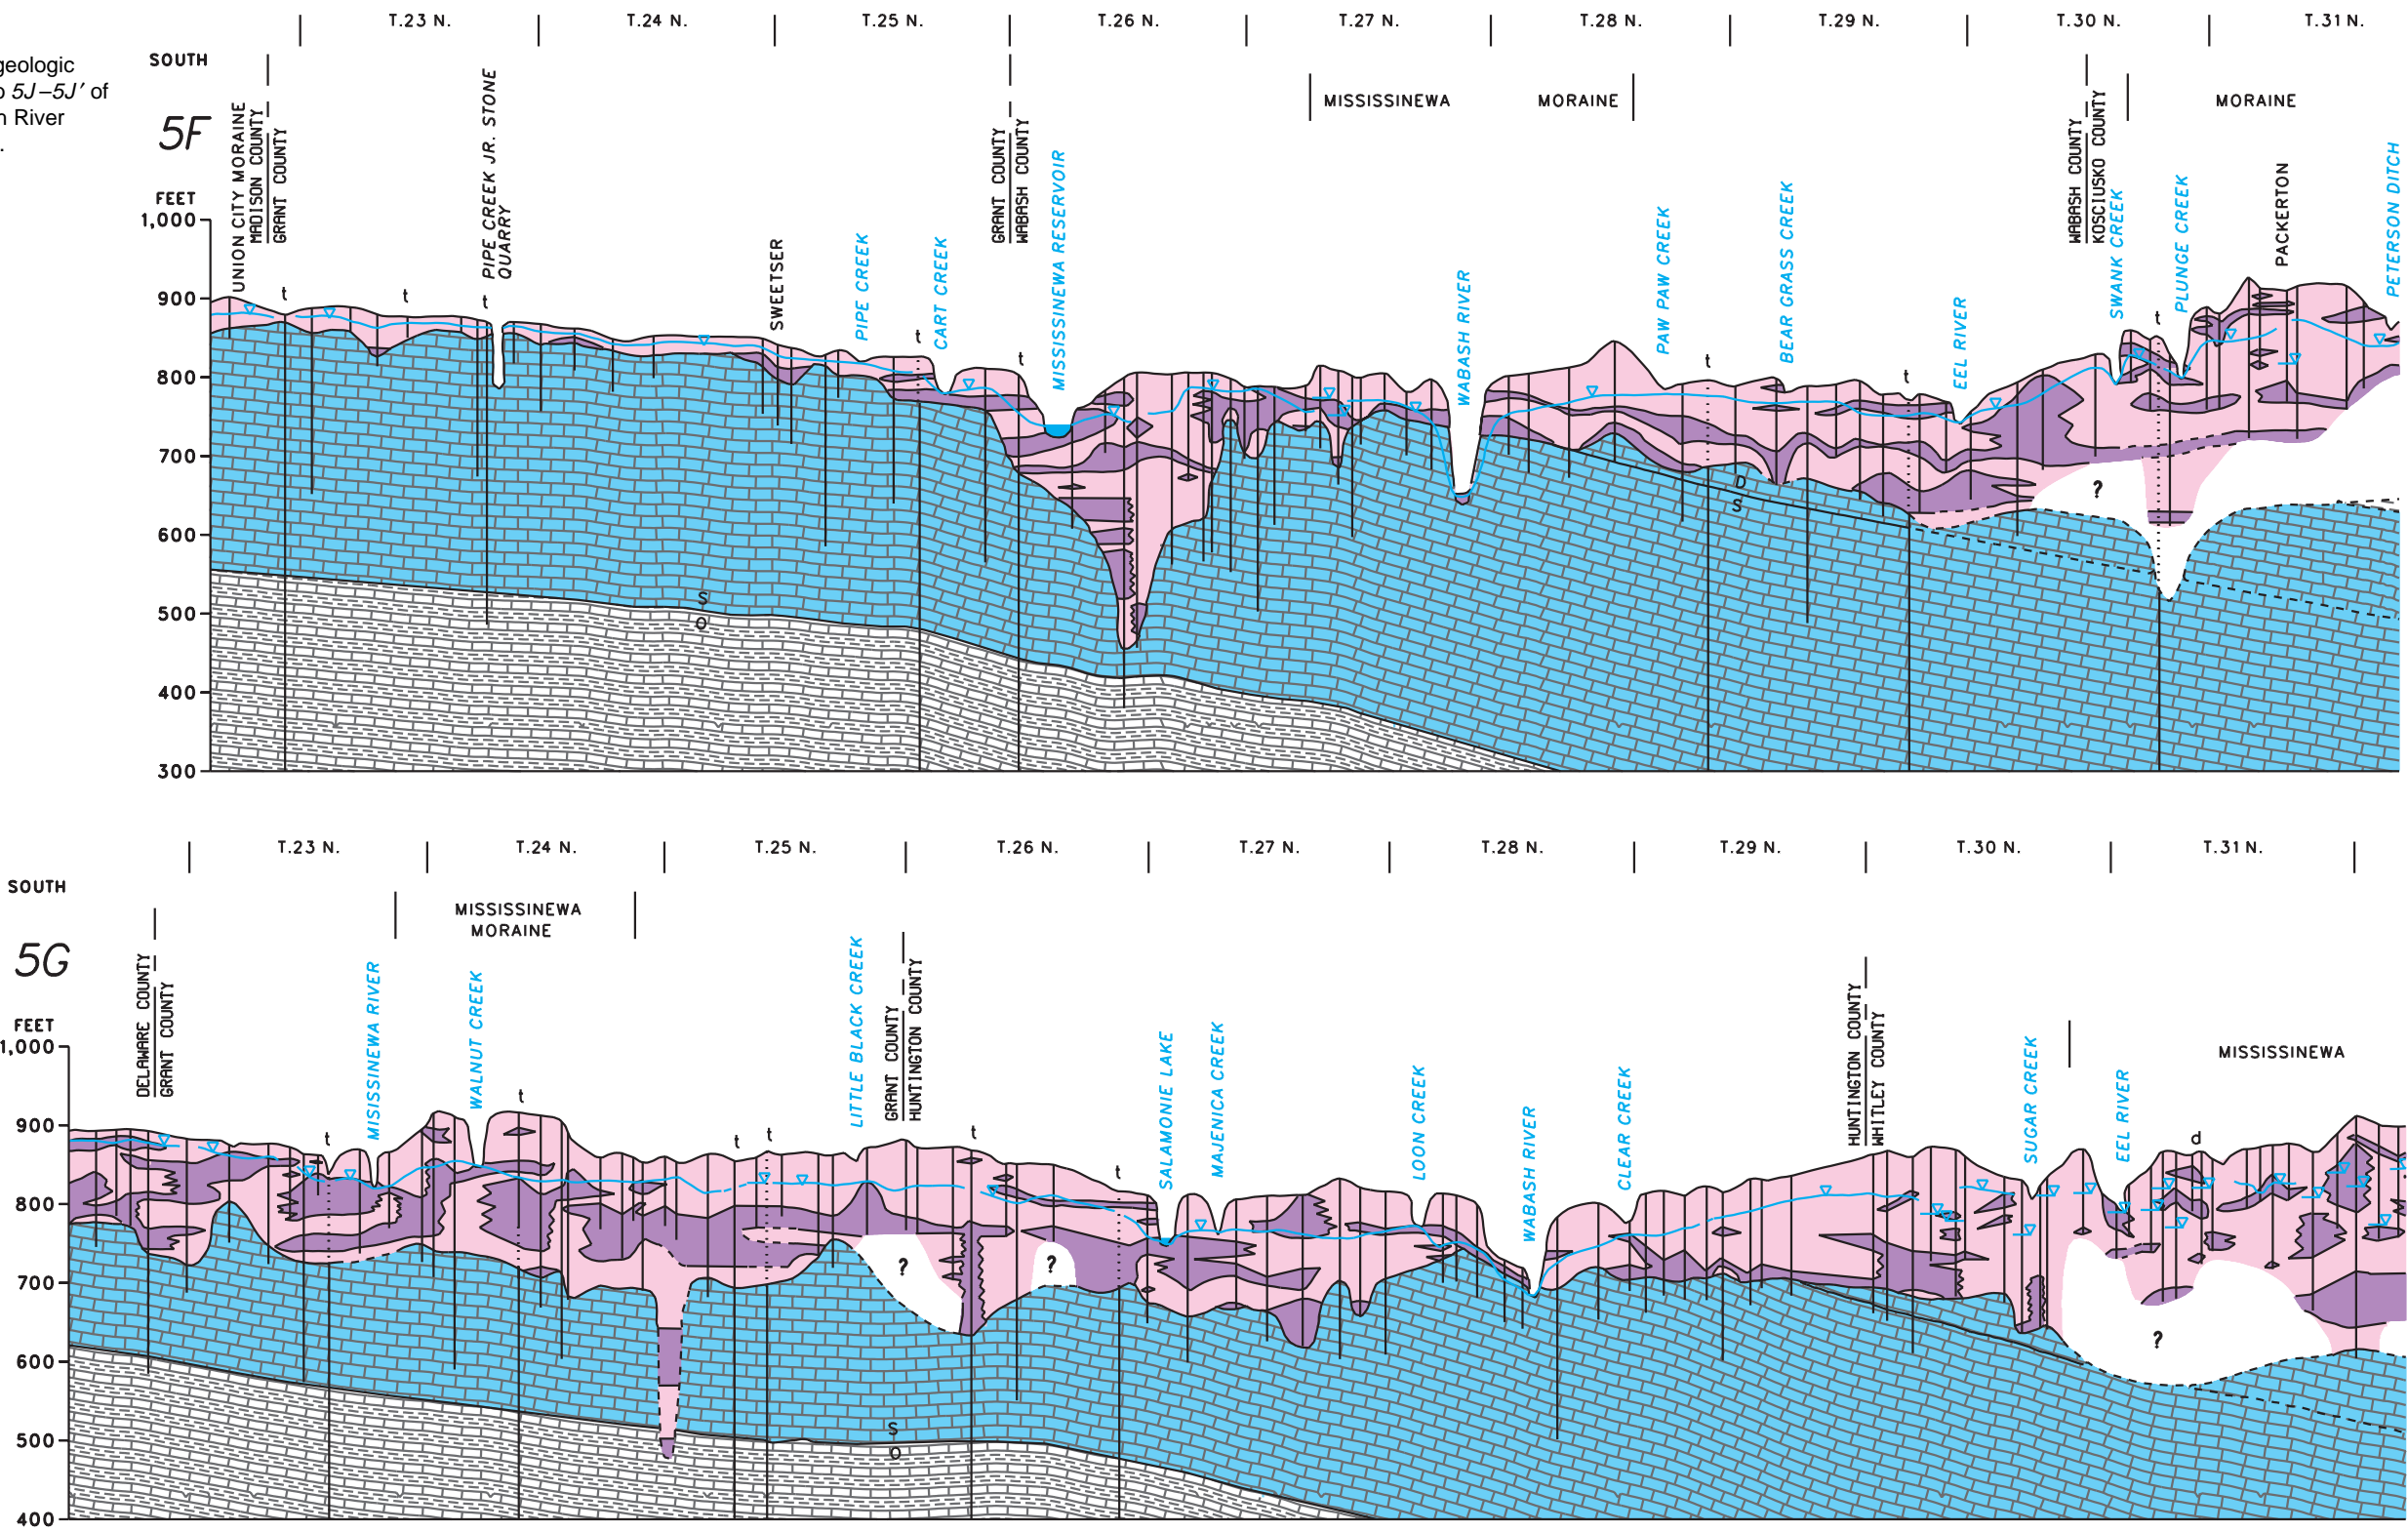 T.23 N. T.24 N. T.25 N. T.26 N. T.27 N. T.28 N. T.29 N. T.30 N. T.31 N.
geologic
5J–5J′ of
River
.
SOUTH
5F
MISSISSINEWA MORAINE
MORAINE
UNION CITY MORAINE
MADISON COUNTY
GRANT COUNTY
PIPE CREEK JR. STONE
QUARRY
SWEETSER
PIPE CREEK
CART CREEK
GRANT COUNTY
WABASH COUNTY
MISSISSINEWA RESERVOIR
WABASH RIVER
PAW PAW CREEK
BEAR GRASS CREEK
EEL RIVER
WABASH COUNTY
KOSCIUSKO COUNTY
SWANK CREEK
PLUNGE CREEK
PACKERTON
PETERSON DITCH
FEET
1,000
900
800
700
600
500
400
300
t t t t t t t t
D
S
S
O
?
T.23 N. T.24 N. T.25 N. T.26 N. T.27 N. T.28 N. T.29 N. T.30 N. T.31 N.
SOUTH
5G
MISSISSINEWA
MORAINE
MISSISSINEWA
DELAWARE COUNTY
GRANT COUNTY
MISSISSINEWA RIVER
WALNUT CREEK
LITTLE BLACK CREEK
GRANT COUNTY
HUNTINGTON COUNTY
SALAMONIE LAKE
MAJENICA CREEK
LOON CREEK
WABASH RIVER
CLEAR CREEK
HUNTINGTON COUNTY
WHITLEY COUNTY
SUGAR CREEK
EEL RIVER
FEET
1,000
900
800
700
600
500
400
t t t t t t d
? ? ?
S
O